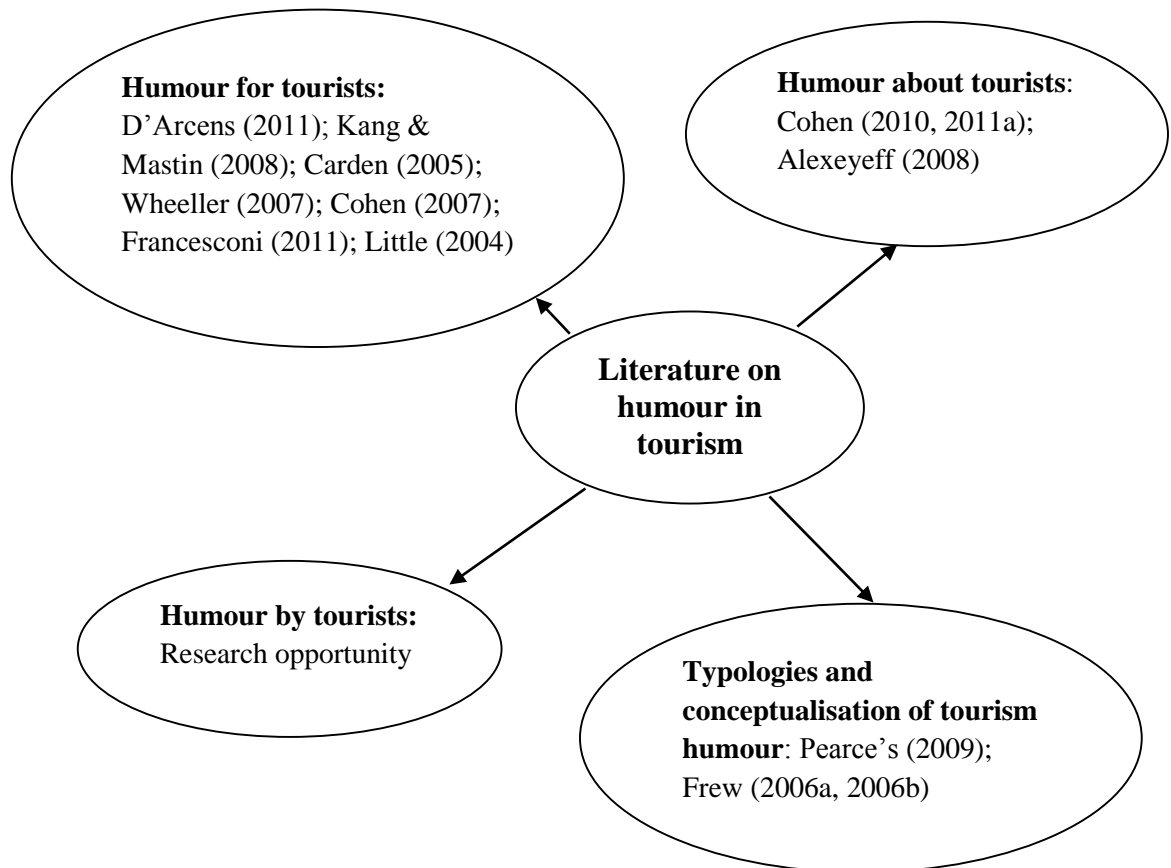 Humour for tourists:
D’Arcens (2011); Kang &
Mastin (2008); Carden (2005);
Wheeller (2007); Cohen (2007);
Francesconi (2011); Little (2004)
Humour about tourists:
Cohen (2010, 2011a);
Alexeyeff (2008)
Literature on
humour in
tourism
Humour by tourists:
Research opportunity
Typologies and
conceptualisation of tourism
humour: Pearce’s (2009);
Frew (2006a, 2006b)